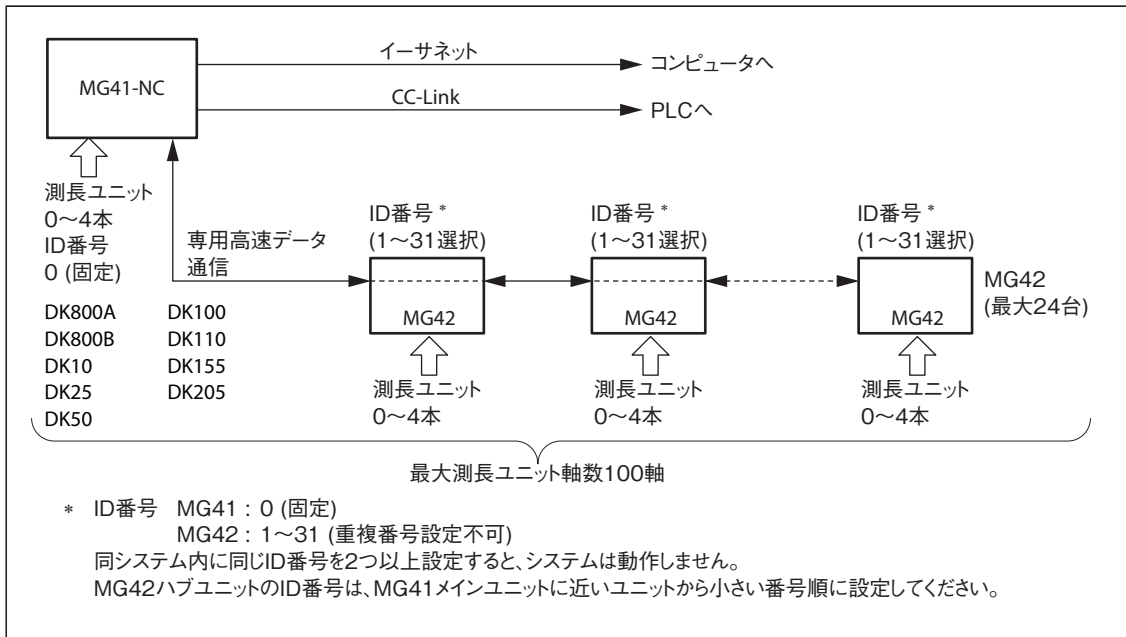 イーサネット
コンピュータへ
MG41-NC
CC-Link
PLCへ
測長ユニット
0〜4本
ID番号
0 (固定)
専用高速データ
通信
ID番号 *
(1〜31選択)
ID番号 *
(1〜31選択)
ID番号 *
(1〜31選択)
MG42
MG42
MG42
MG42
(最大24台)
DK800A
DK800B
DK10
DK25
DK50
DK100
DK110
DK155
DK205
測長ユニット
0〜4本
測長ユニット
0〜4本
測長ユニット
0〜4本
最大測長ユニット軸数100軸
* ID番号 MG41 : 0 (固定)
MG42 : 1〜31 (重複番号設定不可)
同システム内に同じID番号を2つ以上設定すると、システムは動作しません。
MG42ハブユニットのID番号は、MG41メインユニットに近いユニットから小さい番号順に設定してください。